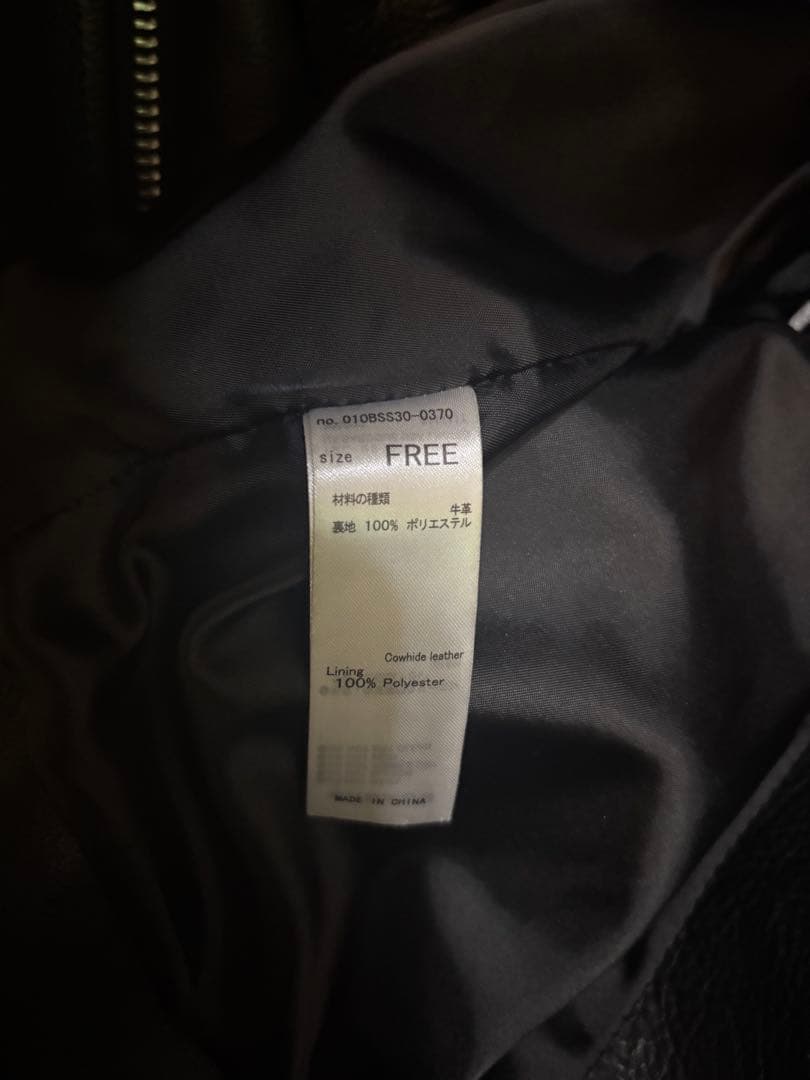 no. 010BSS30-0370
size FREE
材料の種類
牛革
裏地 100% ポリエステル
Cowhide leather
Lining
100% Polyester
MADE IN CHINA